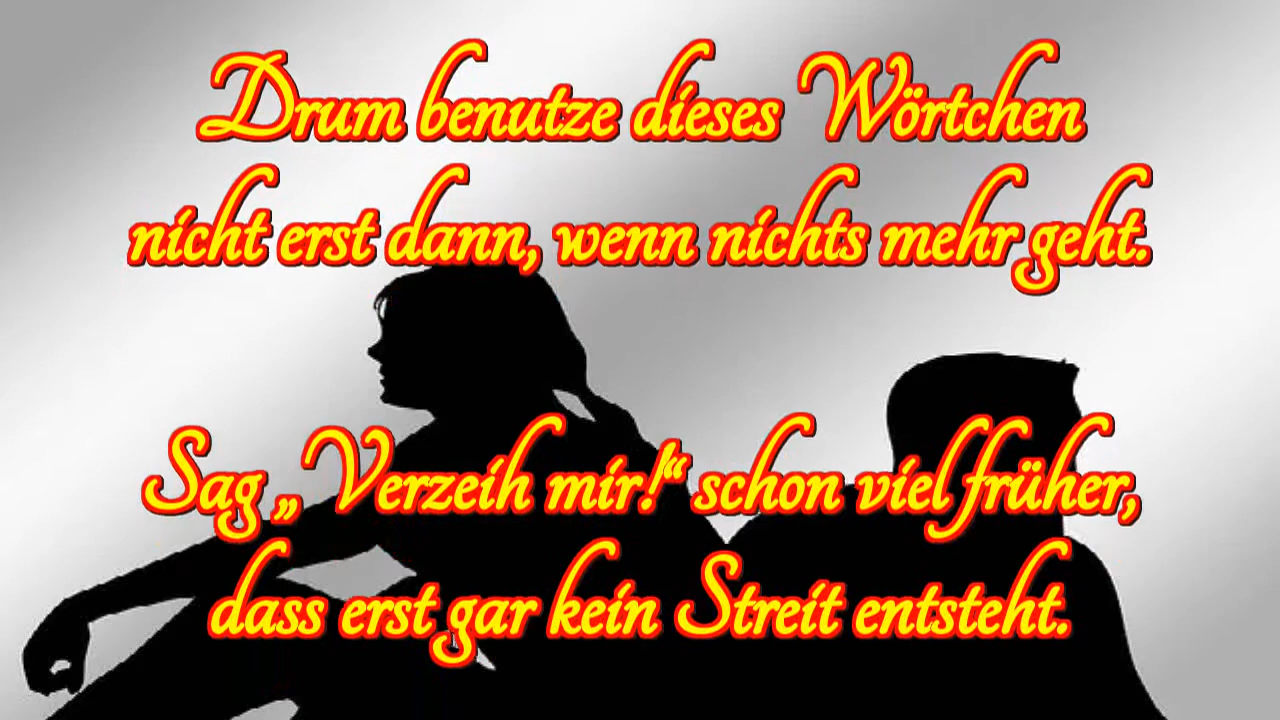 Drum benutze dieses Wörtchen
nicht erst dann, wenn nichts mehr geht.
Sag „Verzeih mir!“ schon viel früher,
dass erst gar kein Streit entsteht.